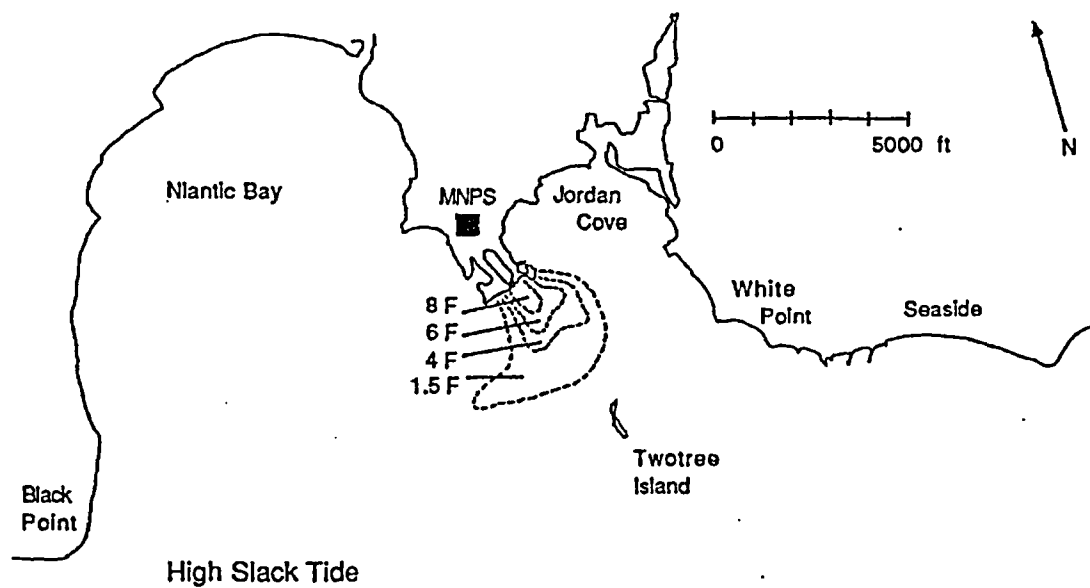 Niantic Bay
MNPS
Jordan
Cove
0 5000 ft
N
8 F
6 F
4 F
1.5 F
White
Point
Seaside
Twotree
Island
Black
Point
High Slack Tide